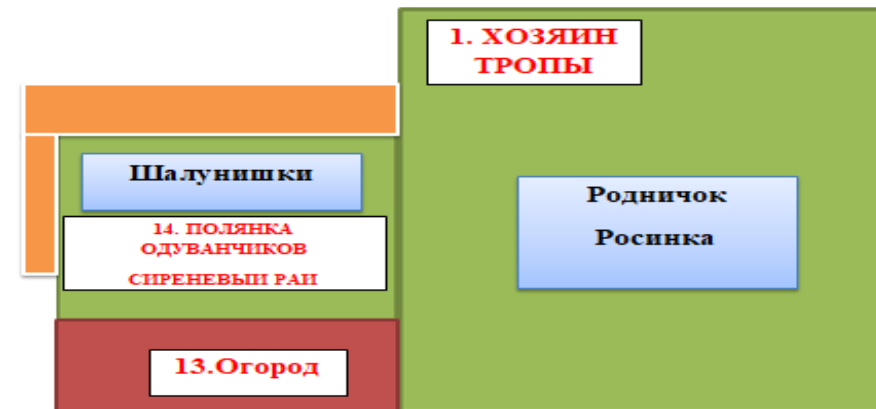 1. ХОЗЯИН
ТРОПЫ
Шалунишки
14. ПОЛЯНКА
ОДУВАНЧИКОВ
СИРЕНЕВЫЙ РАЙ
Родничок
Росинка
13.Огород